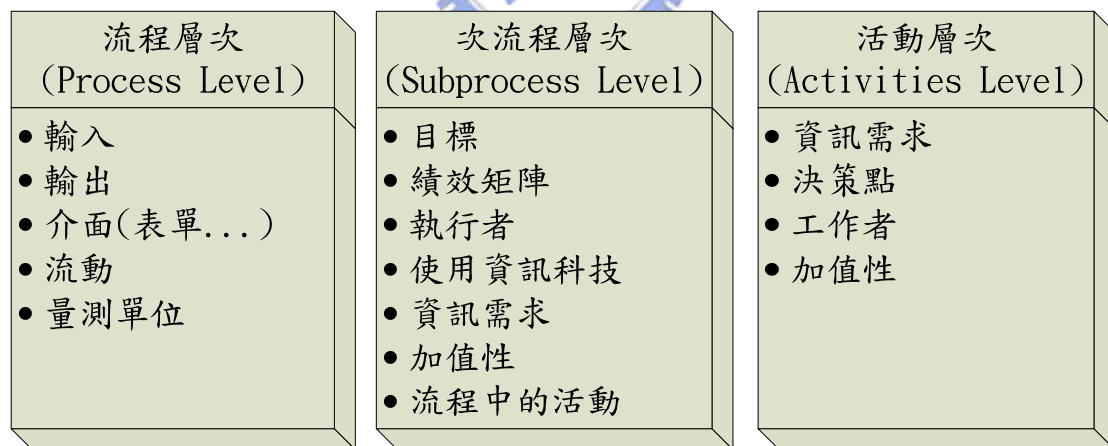 流程層次
(Process Level)
• 輸入
• 輸出
• 介面(表單...)
• 流動
• 量測單位
次流程層次
(Subprocess Level)
• 目標
• 績效矩陣
• 執行者
• 使用資訊科技
• 資訊需求
• 加值性
• 流程中的活動
活動層次
(Activities Level)
• 資訊需求
• 決策點
• 工作者
• 加值性